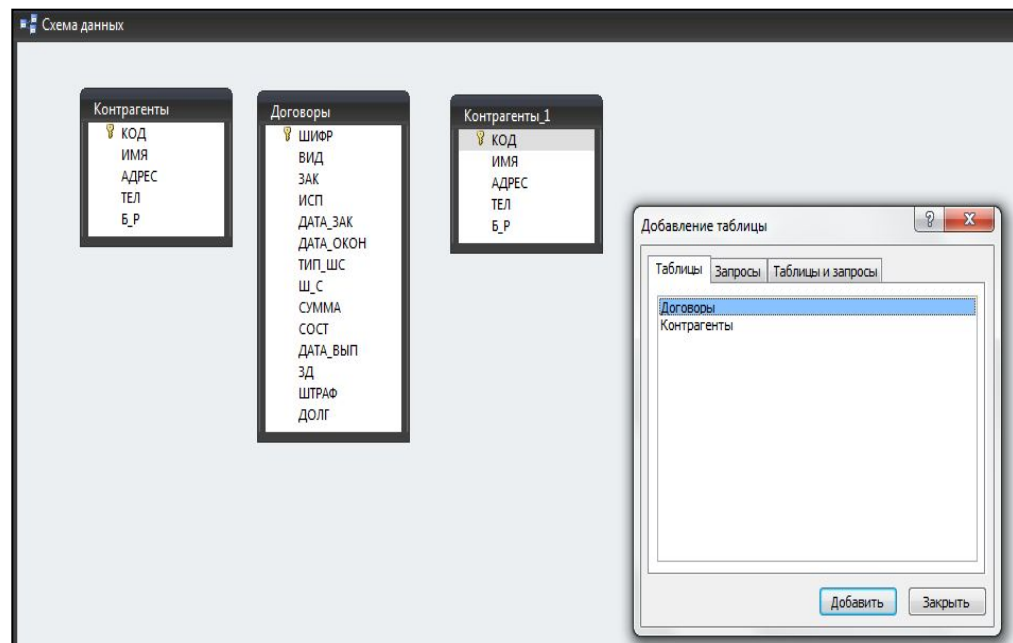 Схема данных
Контрагенты
КОД
ИМЯ
АДРЕС
ТЕЛ
Б_Р
Договоры
ШИФР
ВИД
ЗАК
ИСП
ДАТА_ЗАК
ДАТА_ОКОН
ТИП_ШС
Ш_С
СУММА
СОСТ
ДАТА_ВЫП
ЗД
ШТРАФ
ДОЛГ
Контрагенты_1
КОД
ИМЯ
АДРЕС
ТЕЛ
Б_Р
Добавление таблицы
Таблицы Запросы Таблицы и запросы
Договоры
Контрагенты
Добавить Закрыть